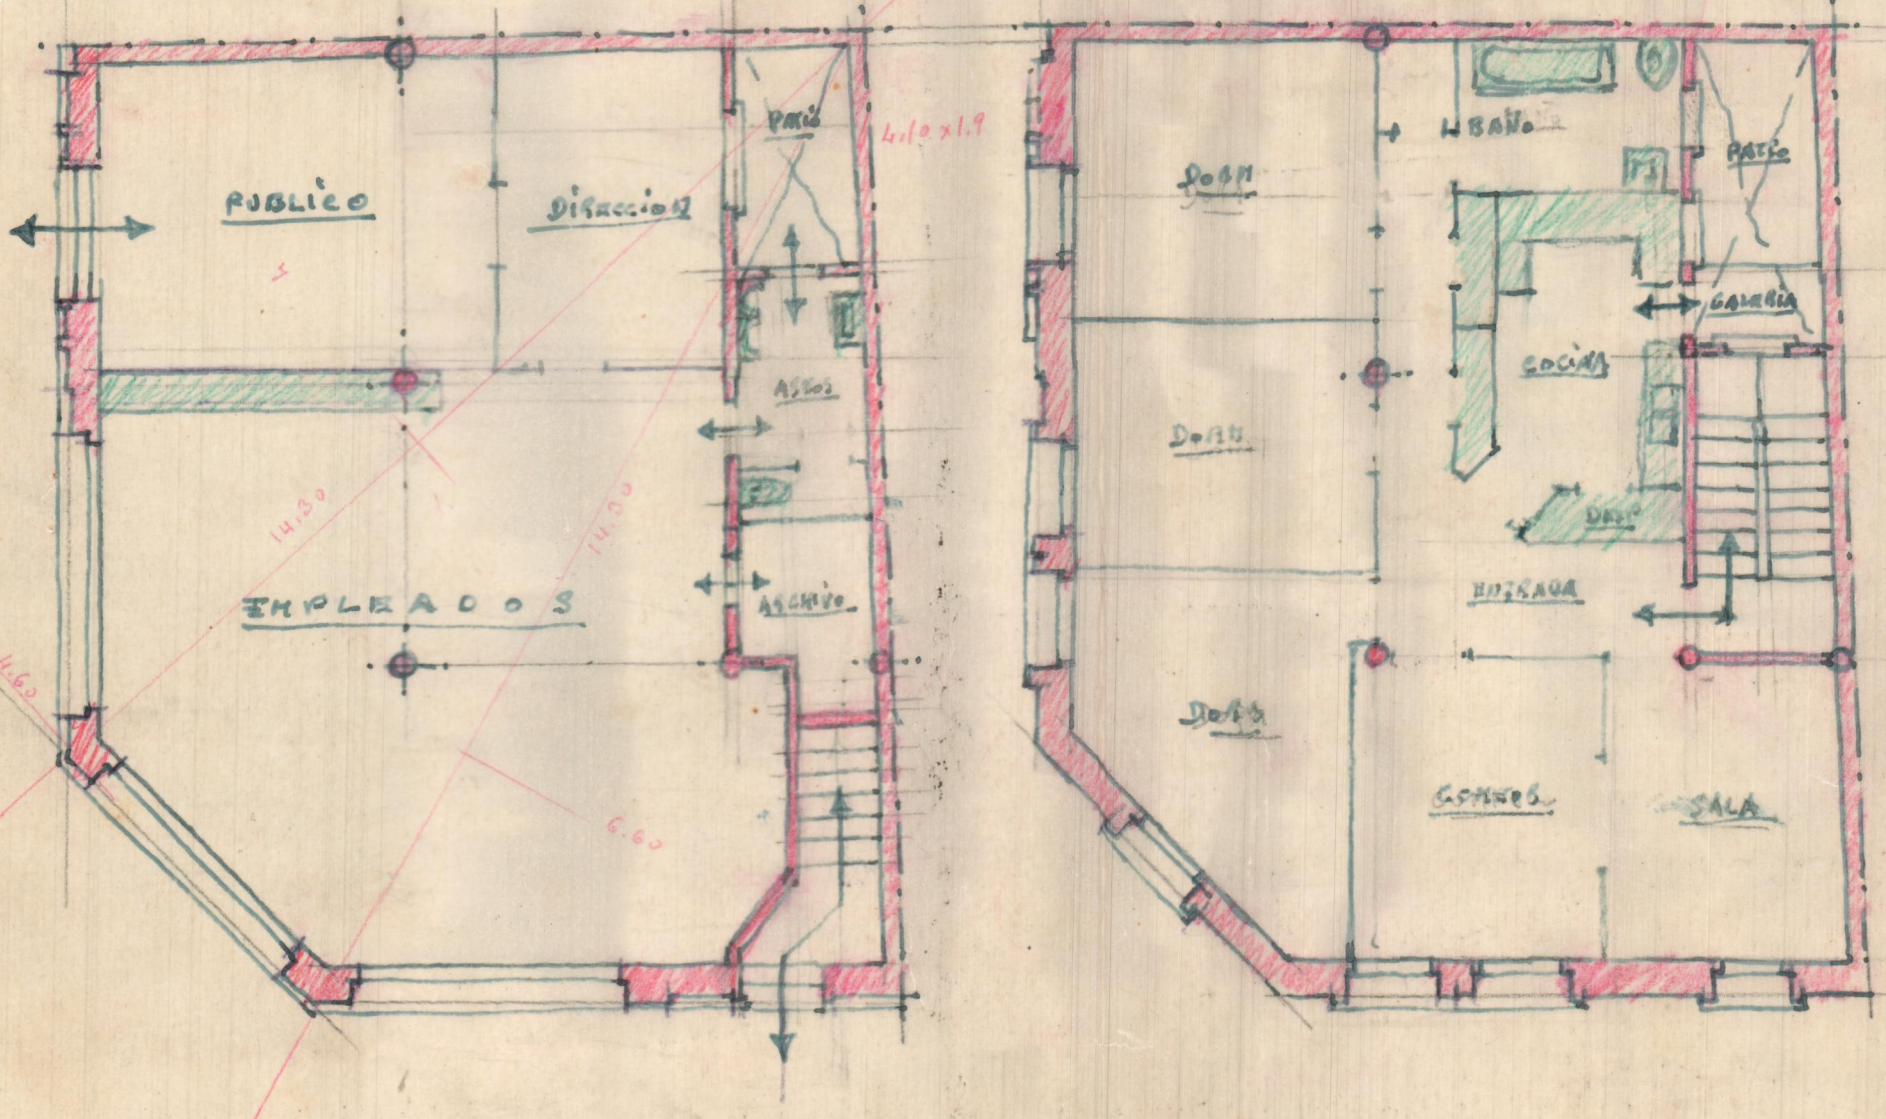 PUBLICO
DIRECCION
PATIO
4.10 x 1.9
ASEOS
14.30
14.30
EMPLEADOS
ARCHIVO
4.60
6.60
DORM
BAÑO
PATIO
GALERIA
COCINA
DORM
DESP
ENTRADA
DORM
COMEDOR
SALA